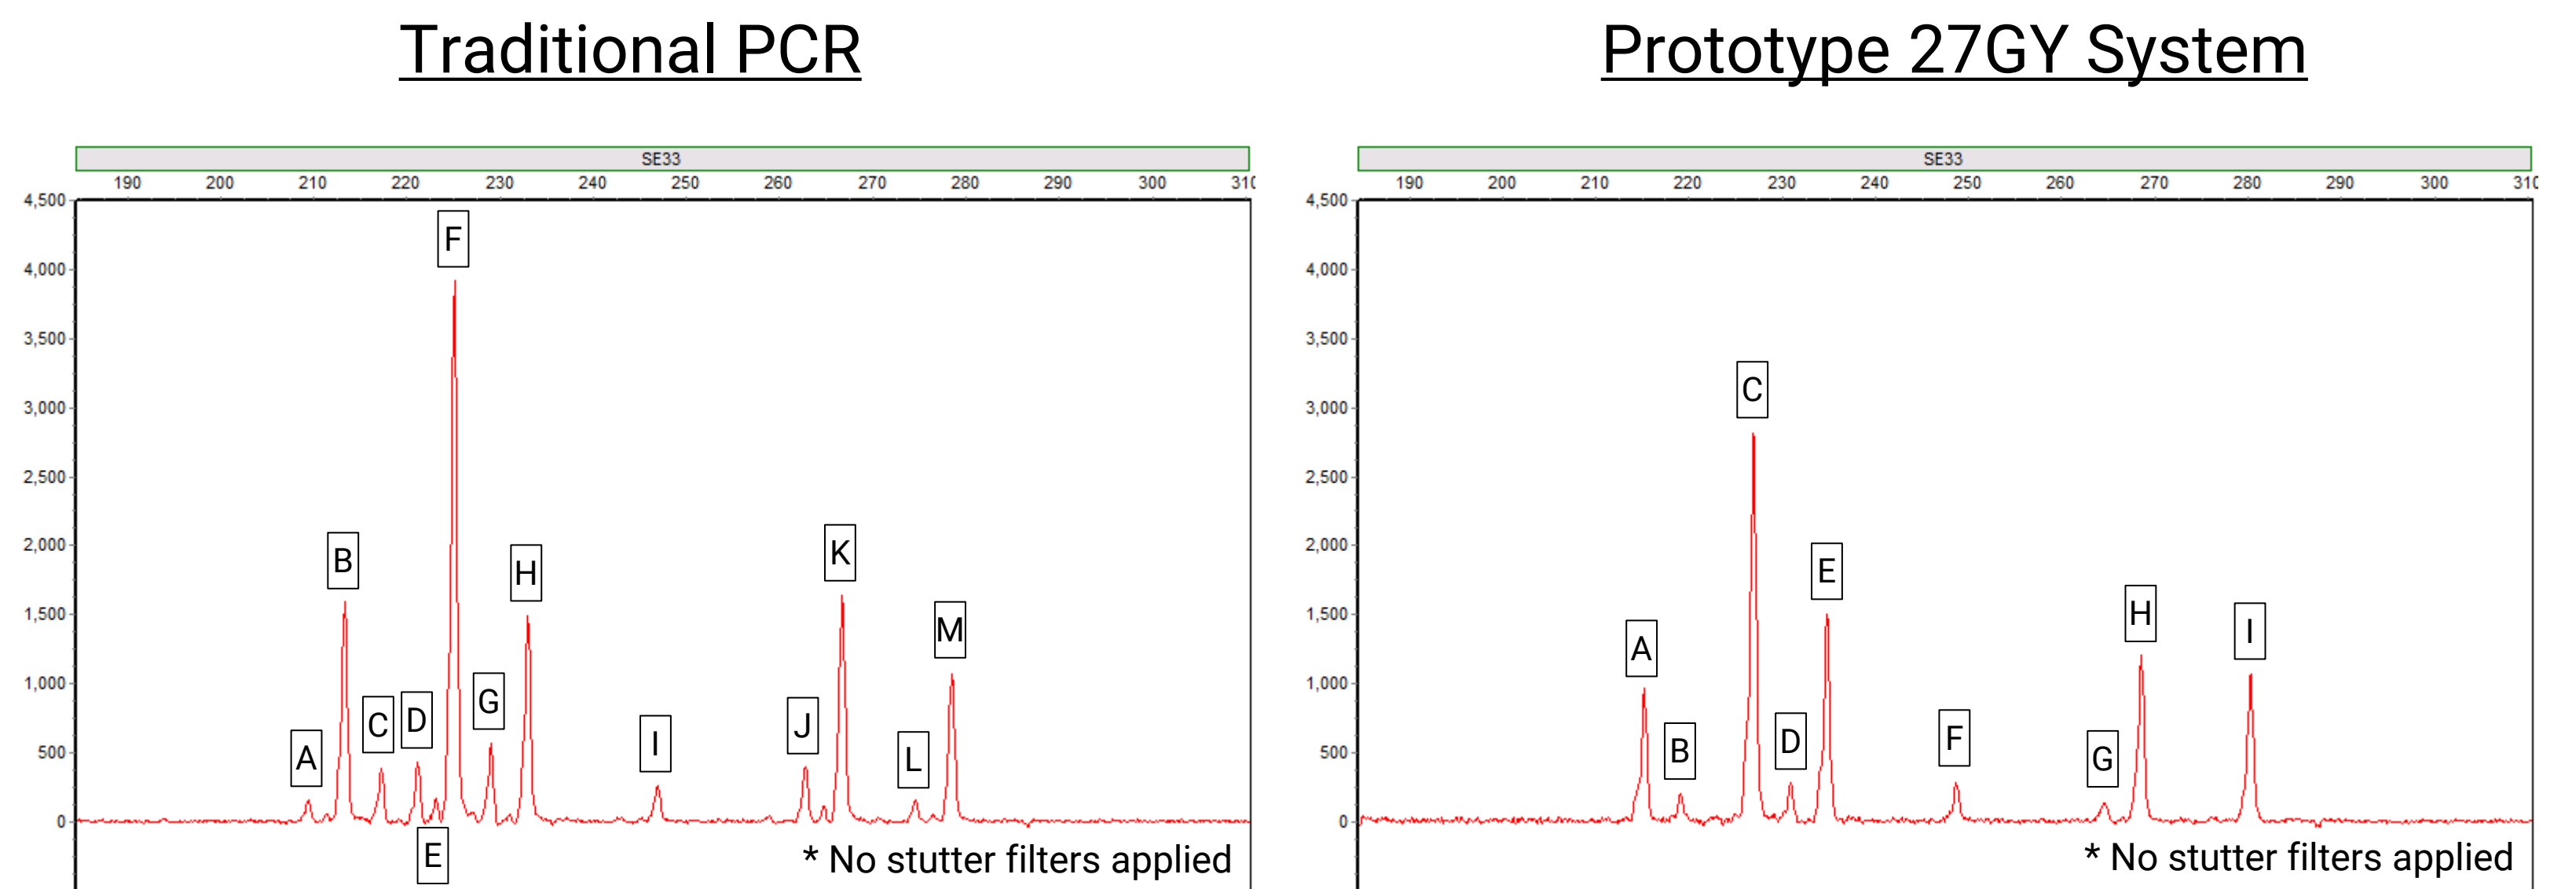 Traditional PCR
SE33
190 200 210 220 230 240 250 260 270 280 290 300 310
4,500
4,000
3,500
3,000
2,500
2,000
1,500
1,000
500
0
F
B
H
K
M
G
C
D
A
I
J
L
E
* No stutter filters applied
Prototype 27GY System
SE33
190 200 210 220 230 240 250 260 270 280 290 300 310
4,500
4,000
3,500
3,000
2,500
2,000
1,500
1,000
500
0
C
E
H
I
A
B
D
F
G
* No stutter filters applied